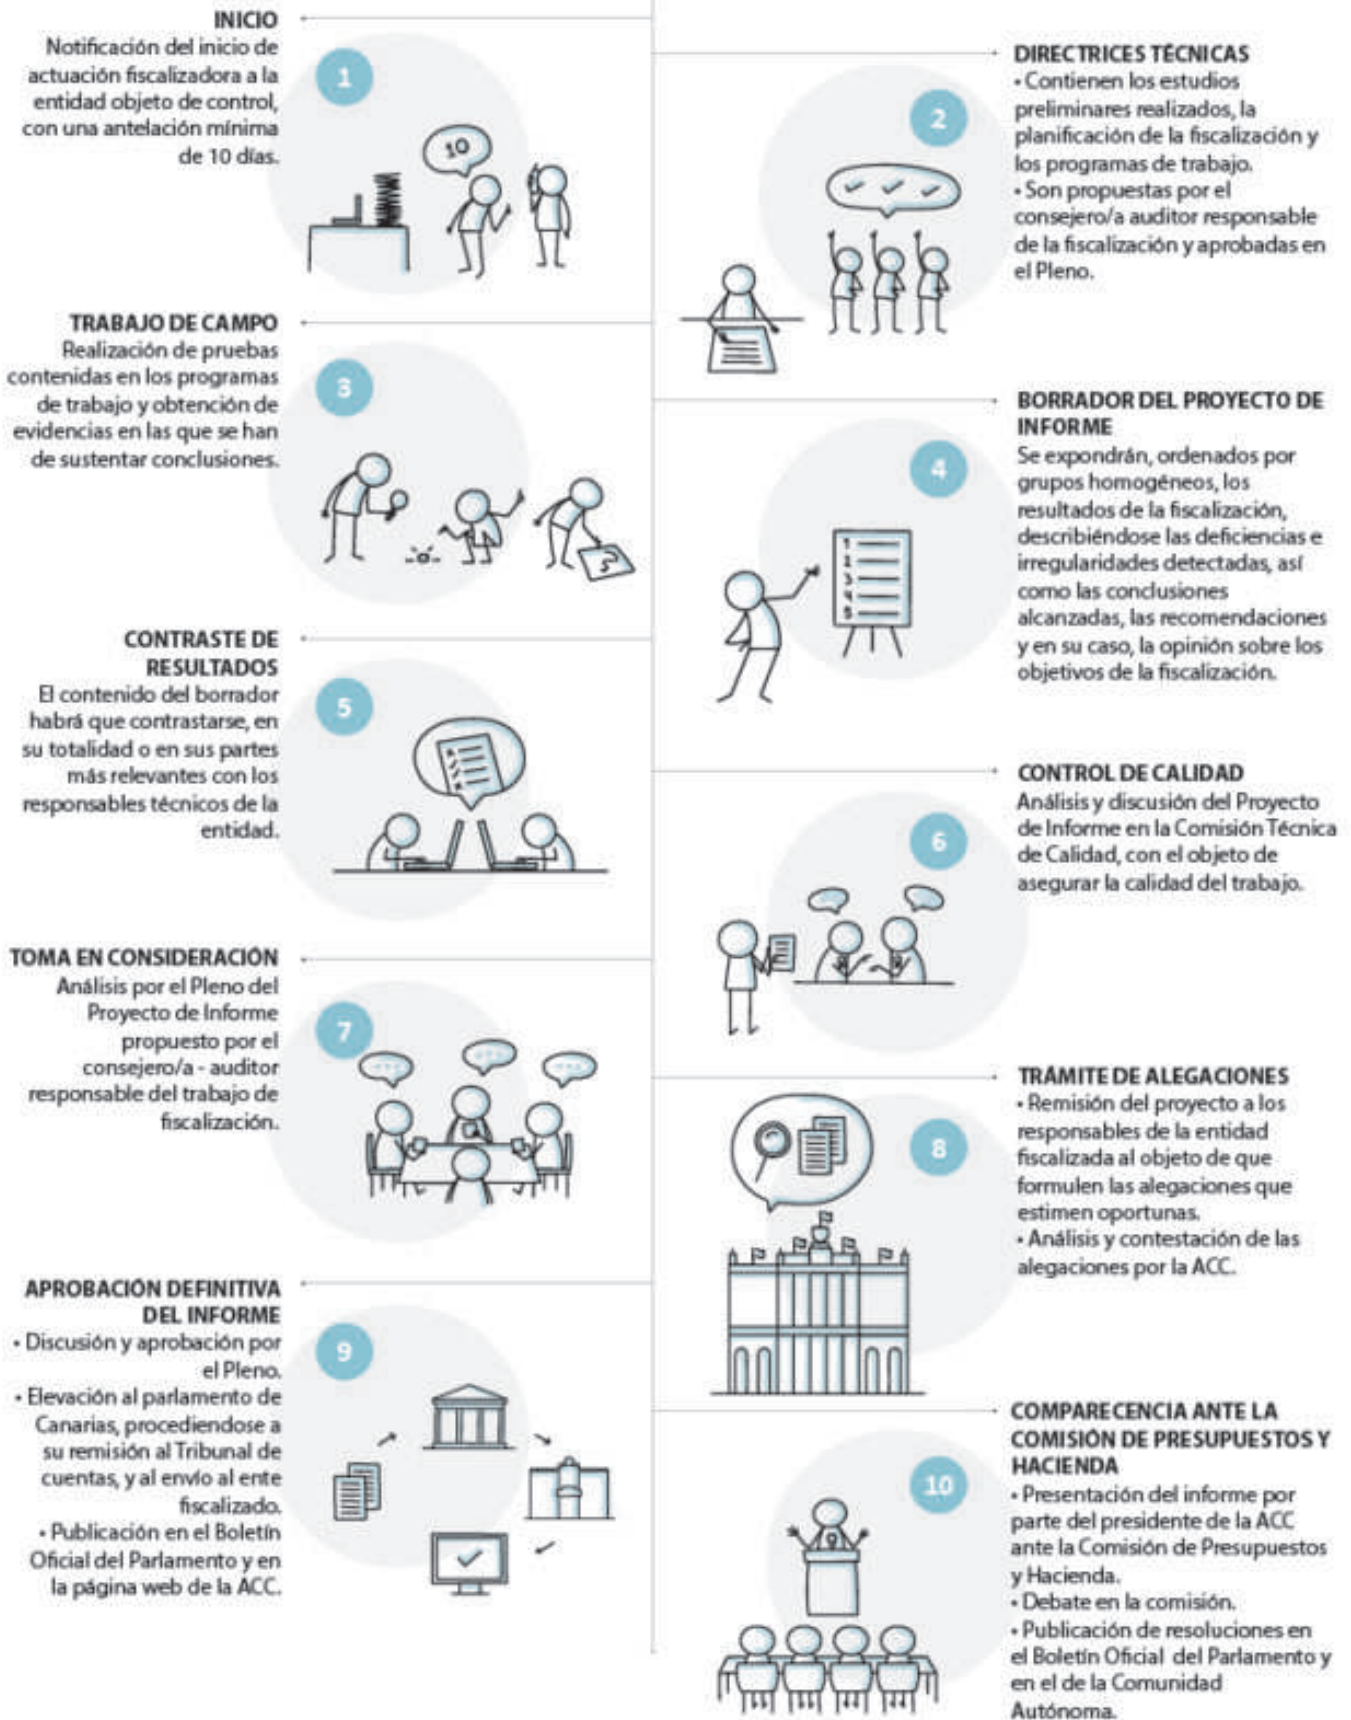 INICIO
Notificación del inicio de
actuación fiscalizadora a la
entidad objeto de control,
con una antelación mínima
de 10 días.
1
10
DIRECTRICES TÉCNICAS
• Contienen los estudios
preliminares realizados, la
planificación de la fiscalización y
los programas de trabajo.
• Son propuestas por el
consejero/a auditor responsable
de la fiscalización y aprobadas en
el Pleno.
2
TRABAJO DE CAMPO
Realización de pruebas
contenidas en los programas
de trabajo y obtención de
evidencias en las que se han
de sustentar conclusiones.
3
BORRADOR DEL PROYECTO DE
INFORME
Se expondrán, ordenados por
grupos homogéneos, los
resultados de la fiscalización,
describiéndose las deficiencias e
irregularidades detectadas, así
como las conclusiones
alcanzadas, las recomendaciones
y en su caso, la opinión sobre los
objetivos de la fiscalización.
4
1
2
3
4
5
CONTRASTE DE
RESULTADOS
El contenido del borrador
habrá que contrastarse, en
su totalidad o en sus partes
más relevantes con los
responsables técnicos de la
entidad.
5
CONTROL DE CALIDAD
Análisis y discusión del Proyecto
de Informe en la Comisión Técnica
de Calidad, con el objeto de
asegurar la calidad del trabajo.
6
TOMA EN CONSIDERACIÓN
Análisis por el Pleno del
Proyecto de Informe
propuesto por el
consejero/a - auditor
responsable del trabajo de
fiscalización.
7
TRÁMITE DE ALEGACIONES
• Remisión del proyecto a los
responsables de la entidad
fiscalizada al objeto de que
formulen las alegaciones que
estimen oportunas.
• Análisis y contestación de las
alegaciones por la ACC.
8
APROBACIÓN DEFINITIVA
DEL INFORME
• Discusión y aprobación por
el Pleno.
• Elevación al parlamento de
Canarias, procediendose a
su remisión al Tribunal de
cuentas, y al envío al ente
fiscalizado.
• Publicación en el Boletín
Oficial del Parlamento y en
la página web de la ACC.
9
COMPARECENCIA ANTE LA
COMISIÓN DE PRESUPUESTOS Y
HACIENDA
• Presentación del informe por
parte del presidente de la ACC
ante la Comisión de Presupuestos
y Hacienda.
• Debate en la comisión.
• Publicación de resoluciones en
el Boletín Oficial del Parlamento y
en el de la Comunidad
Autónoma.
10